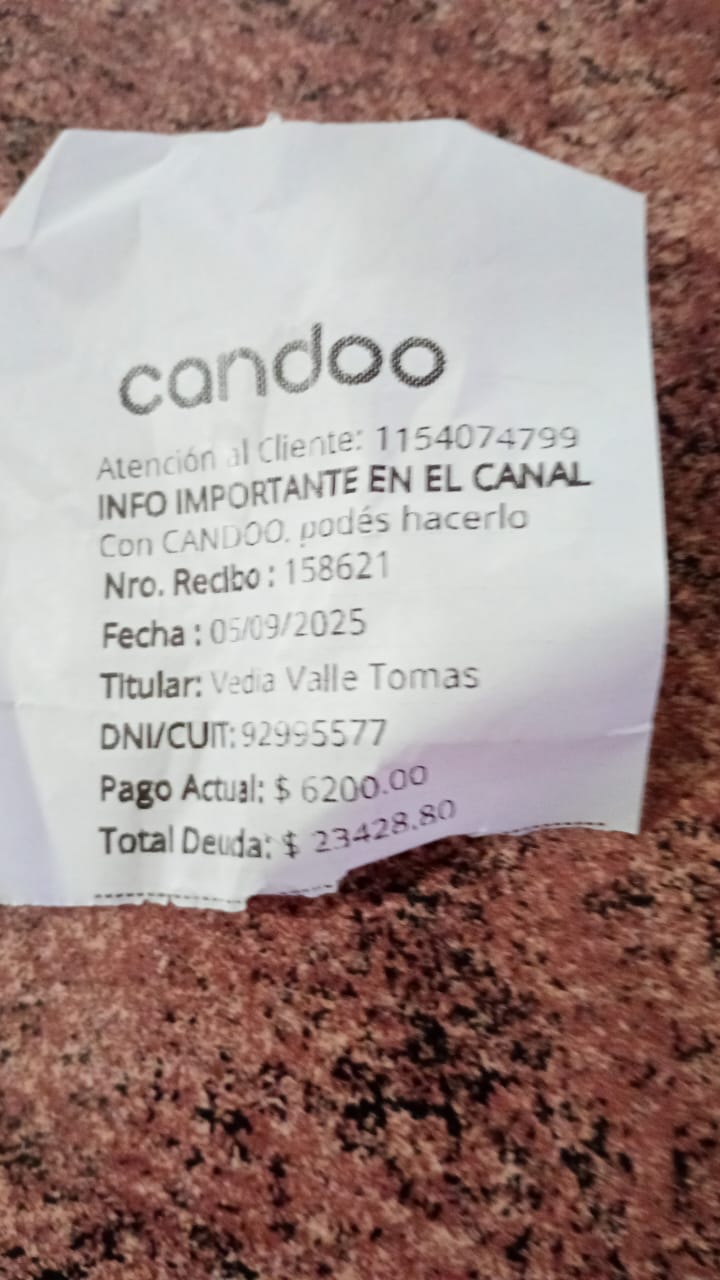 candoo
Atención al Cliente: 1154074799
INFO IMPORTANTE EN EL CANAL
Con CANDOO. podés hacerlo
Nro. Recibo : 158621
Fecha : 05/09/2025
Titular: Vedia Valle Tomas
DNI/CUIT: 92995577
Pago Actual: $ 6200.00
Total Deuda: $ 23428.80